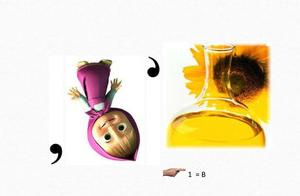 , ,
1 = В